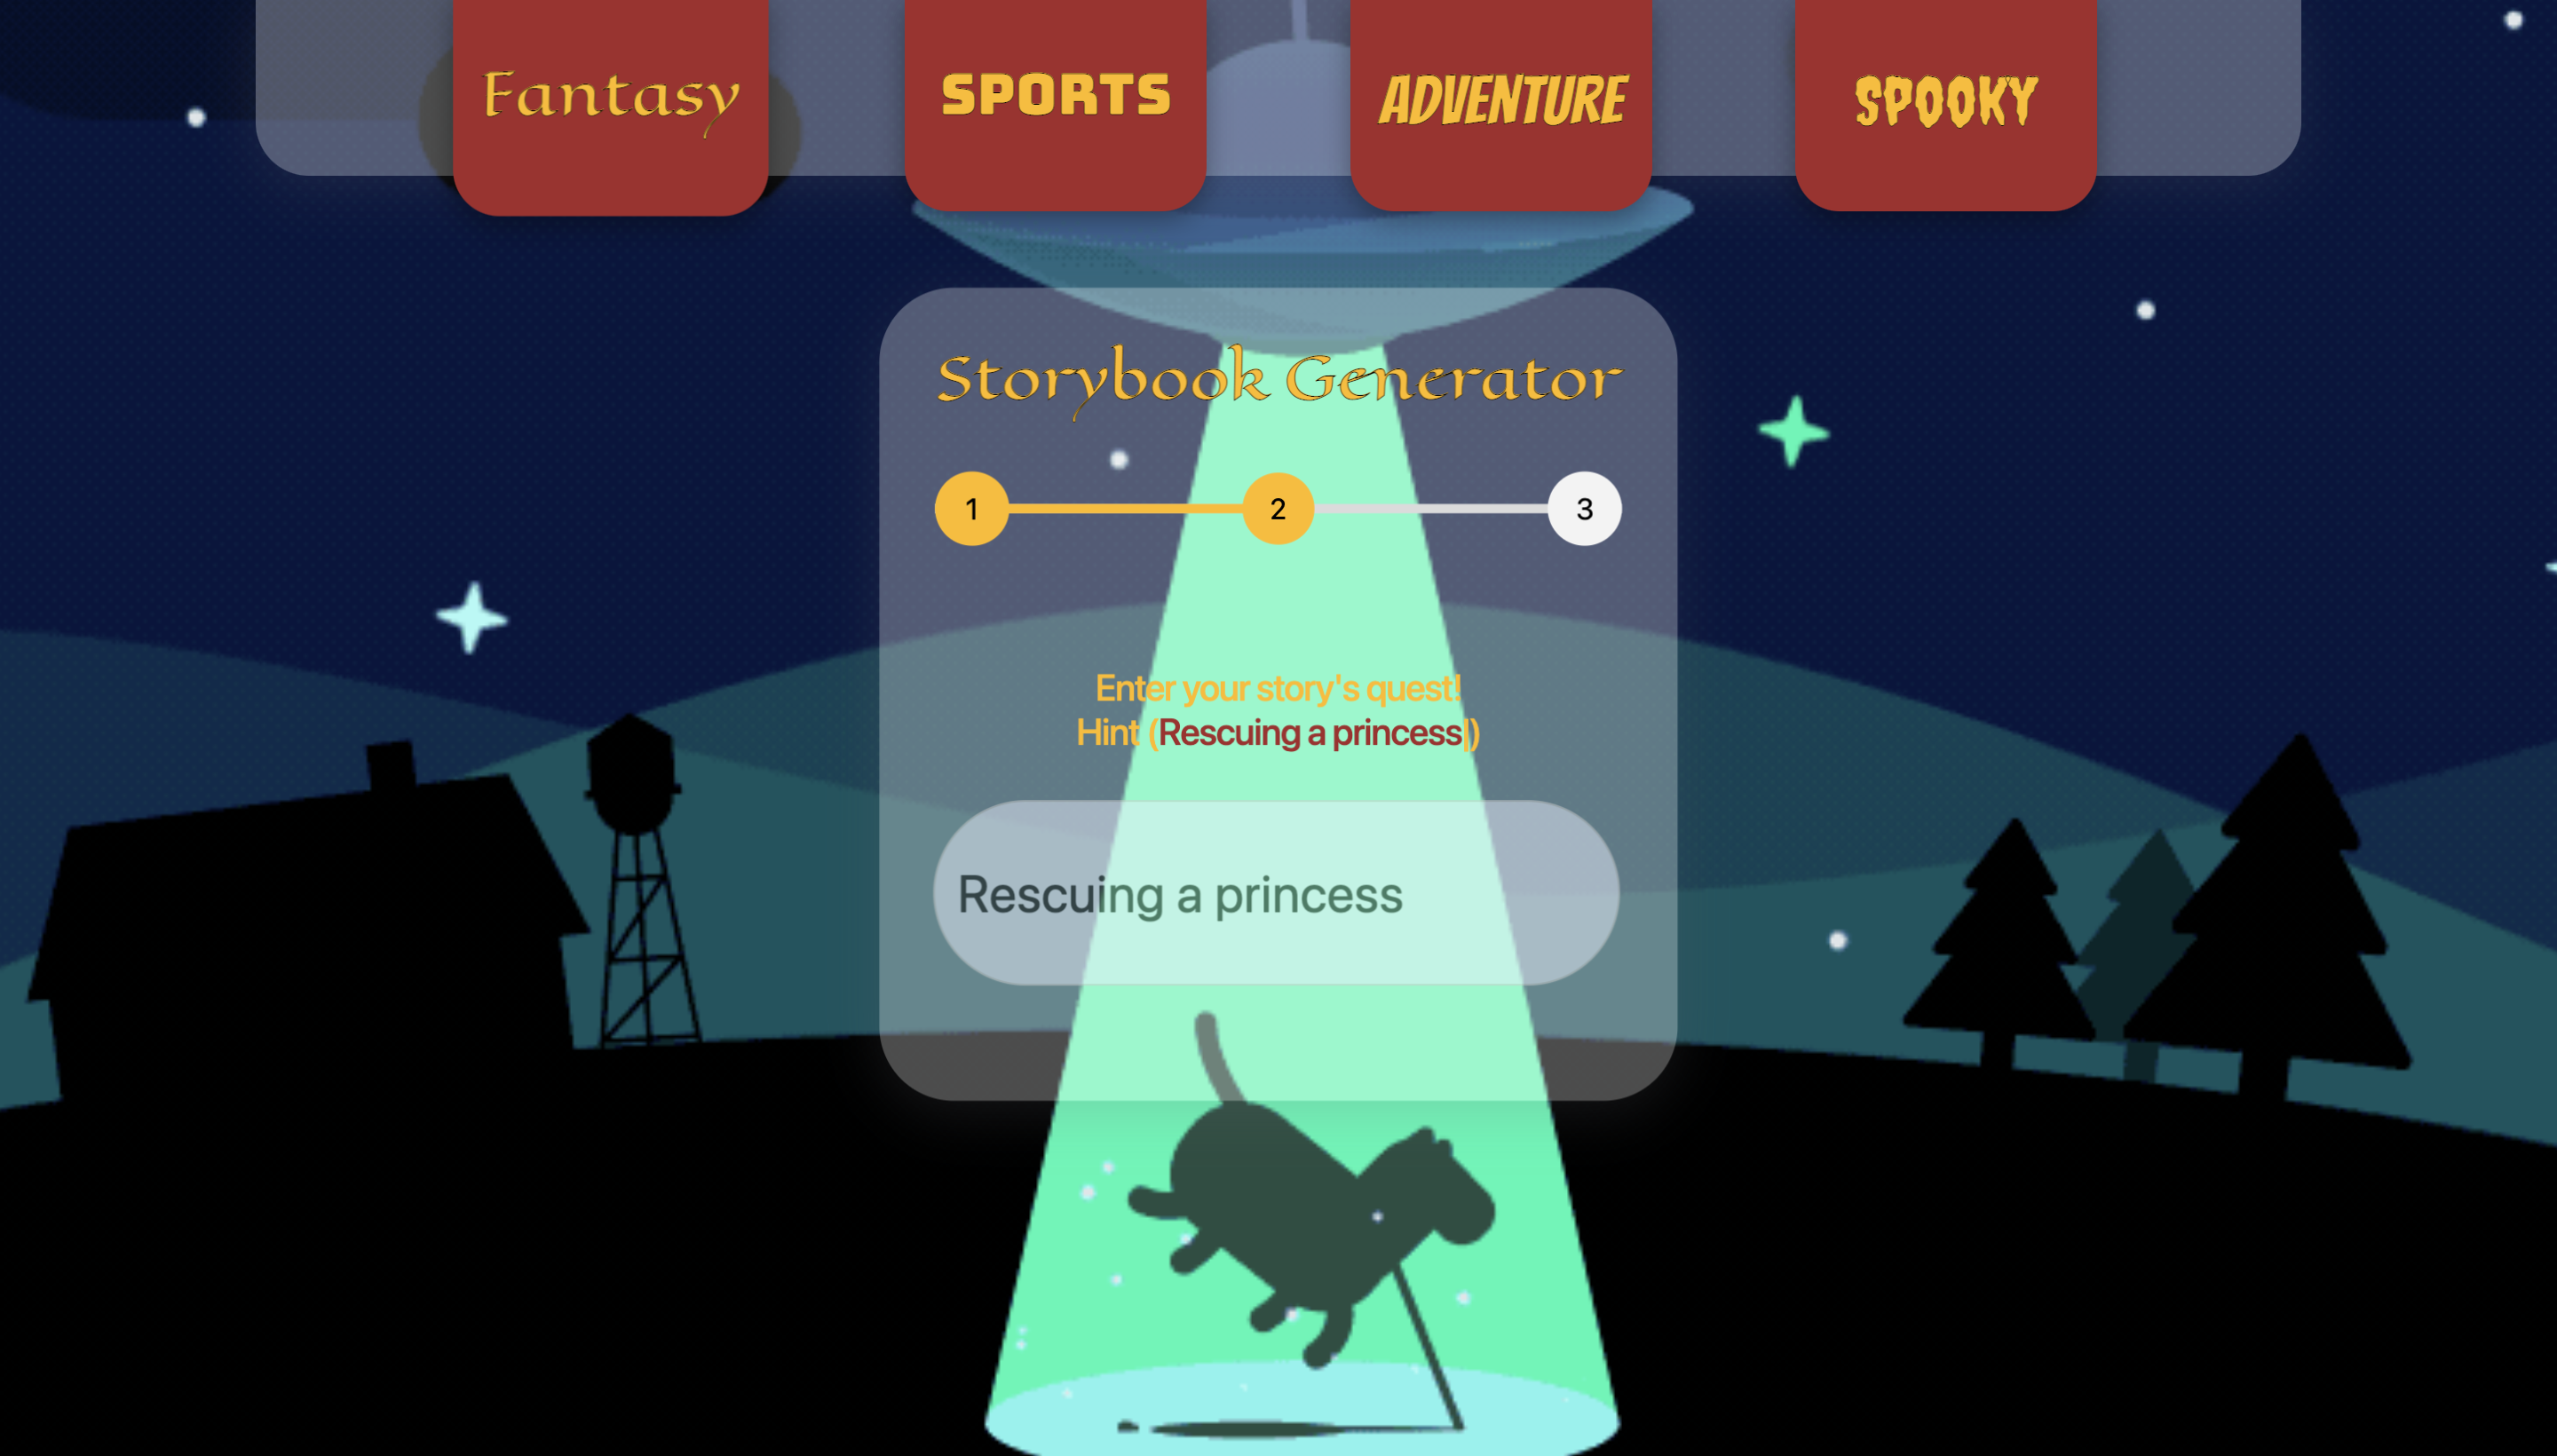 Fantasy
SPORTS
ADVENTURE
SPOOKY
Storybook Generator
1
2
3
Enter your story's quest!
Hint (Rescuing a princess|)
Rescuing a princess